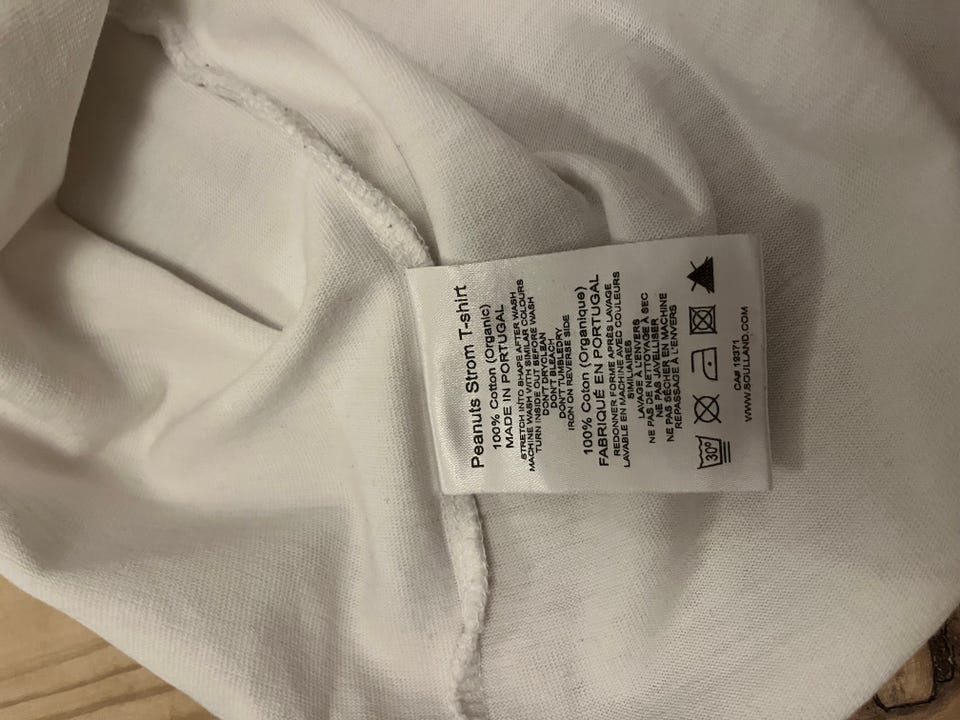 Peanuts Strom T-shirt
100% Cotton (Organic)
MADE IN PORTUGAL
STRETCH INTO SHAPE AFTER WASH
MACHINE WASH WITH SIMILAR COLOURS
TURN INSIDE OUT BEFORE WASH
DON'T DRYCLEAN
DON'T BLEACH
DON'T TUMBLEDRY
IRON ON REVERSE SIDE
100% Coton (Organique)
FABRIQUÉ EN PORTUGAL
REDONNER FORME APRÈS LAVAGE
LAVABLE EN MACHINE AVEC COULEURS
SIMILIAIRES
LAVAGE À L'ENVERS
NE PAS DE NETTOYAGE À SEC
NE PAS JAVELLISER
NE PAS SÉCHER EN MACHINE
REPASSAGE À L'ENVERS
30°
CA# 19371
WWW.SOULLAND.COM